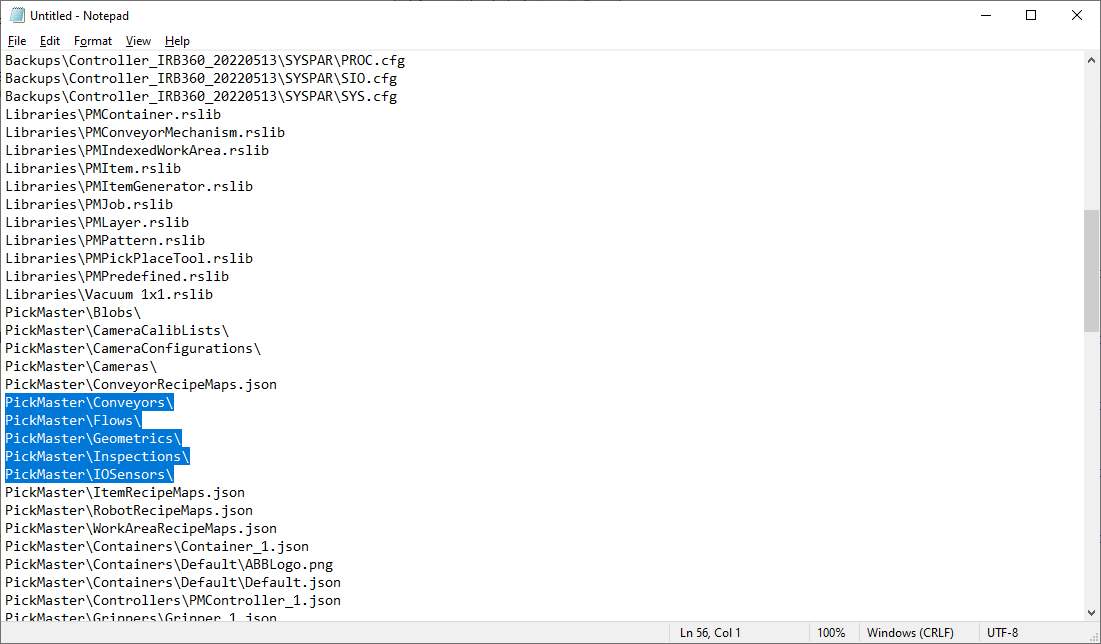 Untitled - Notepad
File Edit Format View Help
Backups\Controller_IRB360_20220513\SYSPAR\PROC.cfg
Backups\Controller_IRB360_20220513\SYSPAR\SIO.cfg
Backups\Controller_IRB360_20220513\SYSPAR\SYS.cfg
Libraries\PMContainer.rslib
Libraries\PMConveyorMechanism.rslib
Libraries\PMIndexedWorkArea.rslib
Libraries\PMItem.rslib
Libraries\PMItemGenerator.rslib
Libraries\PMJob.rslib
Libraries\PMLayer.rslib
Libraries\PMPattern.rslib
Libraries\PMPickPlaceTool.rslib
Libraries\PMPredefined.rslib
Libraries\Vacuum 1x1.rslib
PickMaster\Blobs\
PickMaster\CameraCalibLists\
PickMaster\CameraConfigurations\
PickMaster\Cameras\
PickMaster\ConveyorRecipeMaps.json
PickMaster\Conveyors\
PickMaster\Flows\
PickMaster\Geometrics\
PickMaster\Inspections\
PickMaster\IOSensors\
PickMaster\ItemRecipeMaps.json
PickMaster\RobotRecipeMaps.json
PickMaster\WorkAreaRecipeMaps.json
PickMaster\Containers\Container_1.json
PickMaster\Containers\Default\ABBLogo.png
PickMaster\Containers\Default\Default.json
PickMaster\Controllers\PMController_1.json
PickMaster\Grippers\Gripper_1.json
Ln 56, Col 1 100% Windows (CRLF) UTF-8